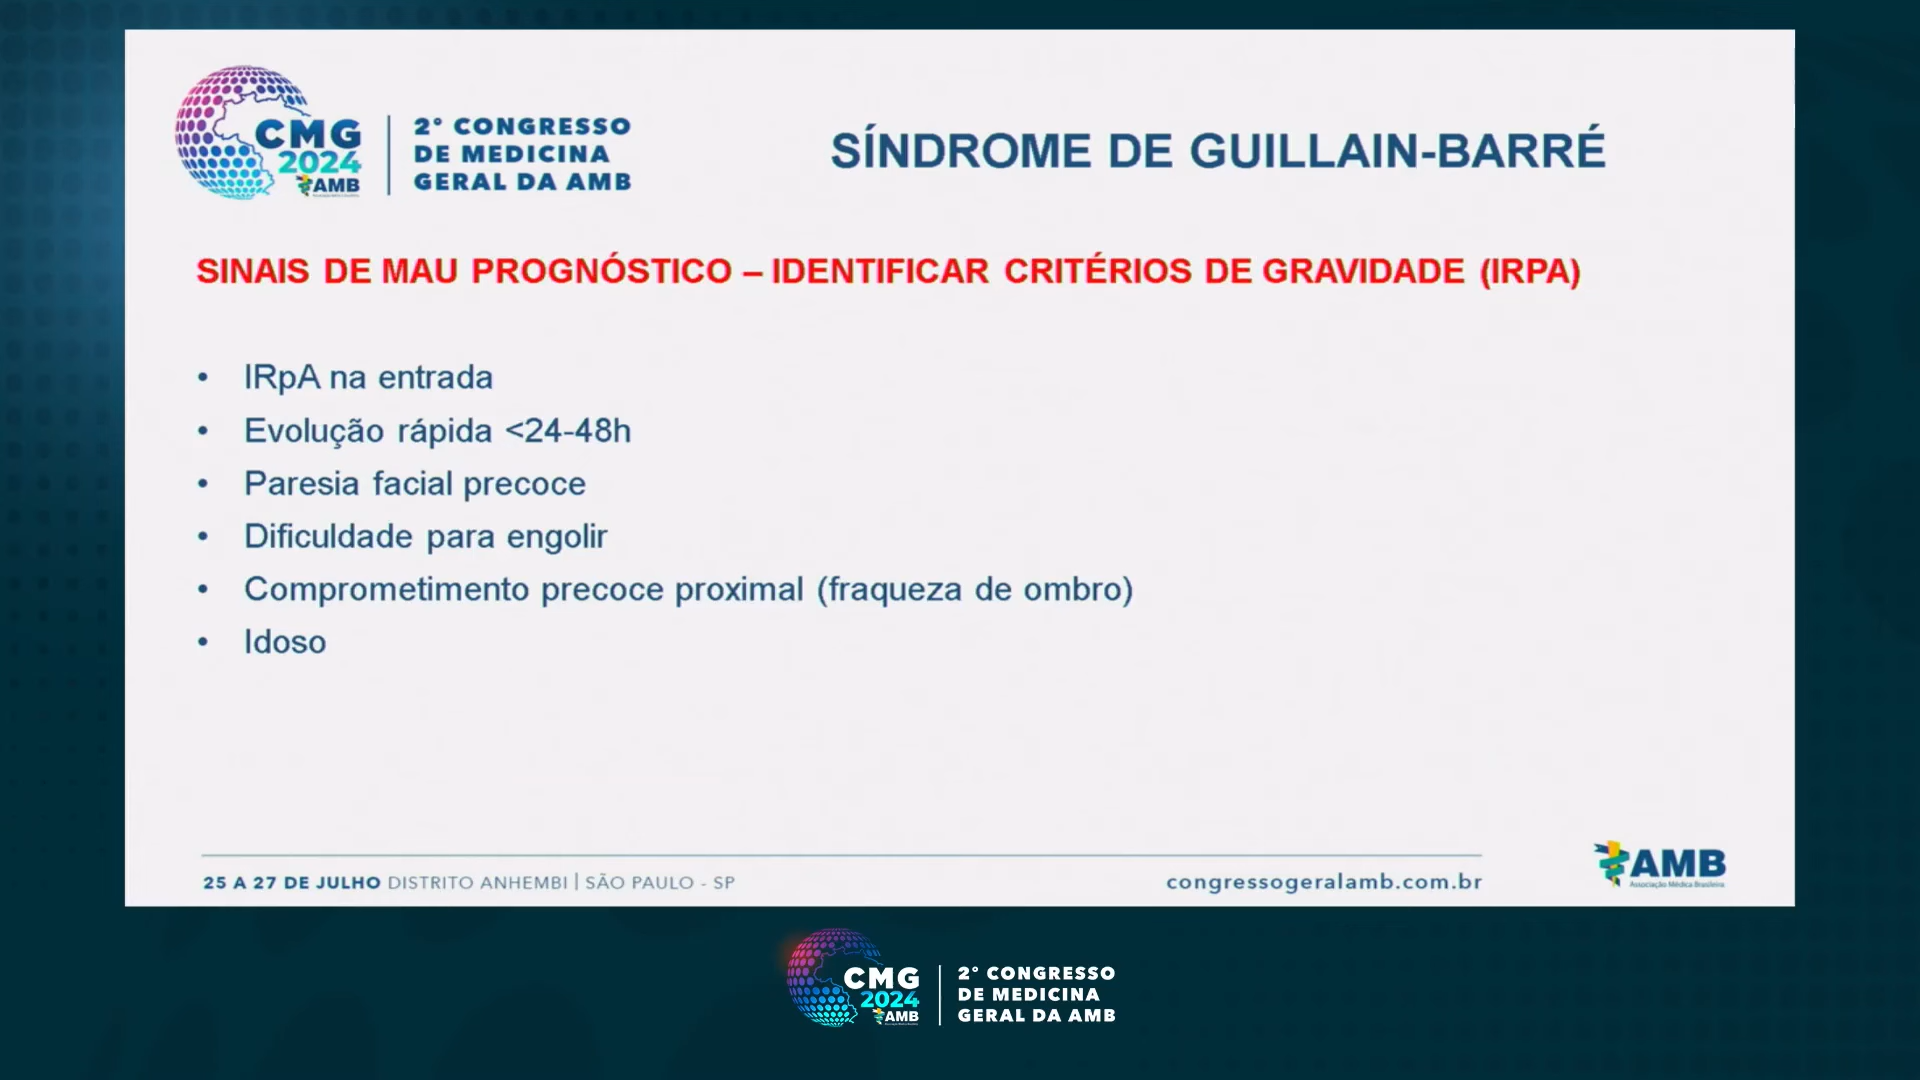 CMG
2024
AMB
2° CONGRESSO
DE MEDICINA
GERAL DA AMB
SÍNDROME DE GUILLAIN-BARRÉ
SINAIS DE MAU PROGNÓSTICO – IDENTIFICAR CRITÉRIOS DE GRAVIDADE (IRPA)
• IRpA na entrada
• Evolução rápida <24-48h
• Paresia facial precoce
• Dificuldade para engolir
• Comprometimento precoce proximal (fraqueza de ombro)
• Idoso
25 A 27 DE JULHO DISTRITO ANHEMBI | SÃO PAULO - SP
congressogeralamb.com.br
AMB
Associação Médica Brasileira
CMG
2024
AMB
2° CONGRESSO
DE MEDICINA
GERAL DA AMB